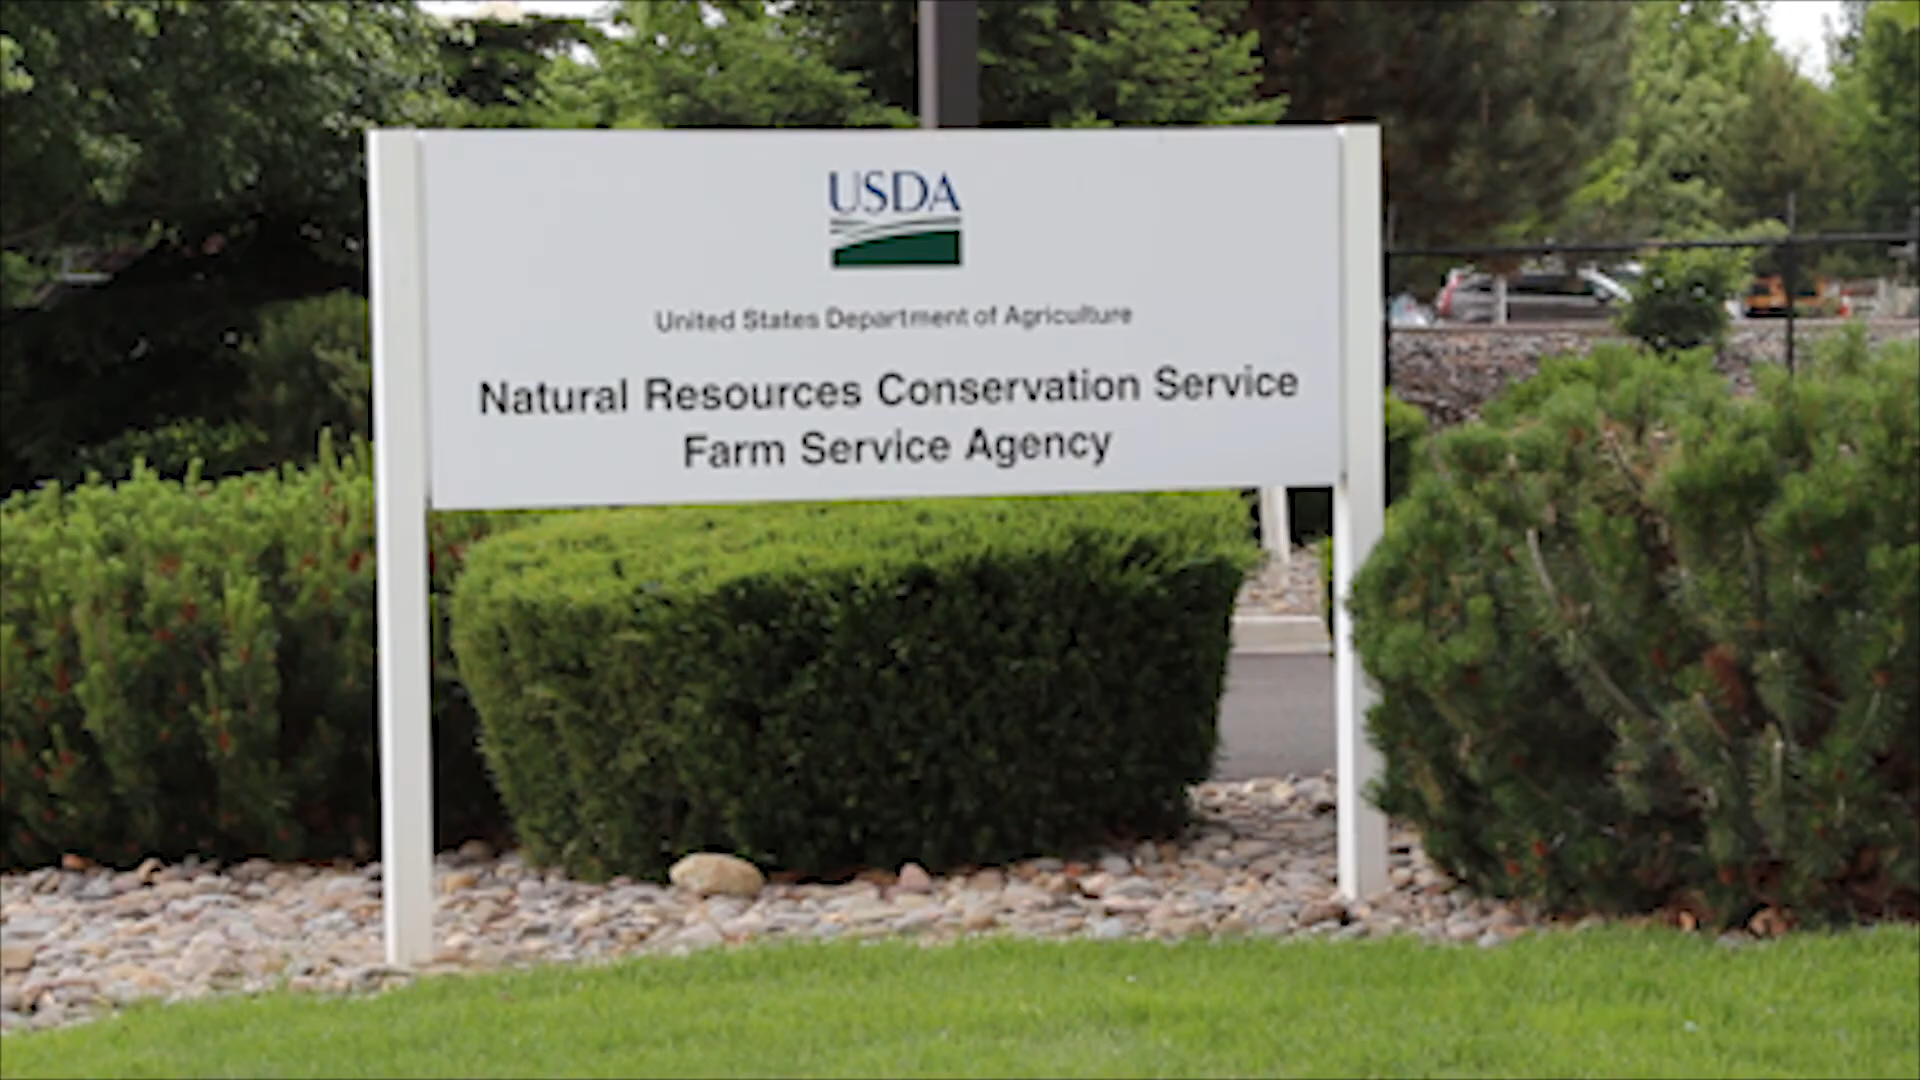 USDA
United States Department of Agriculture
Natural Resources Conservation Service
Farm Service Agency